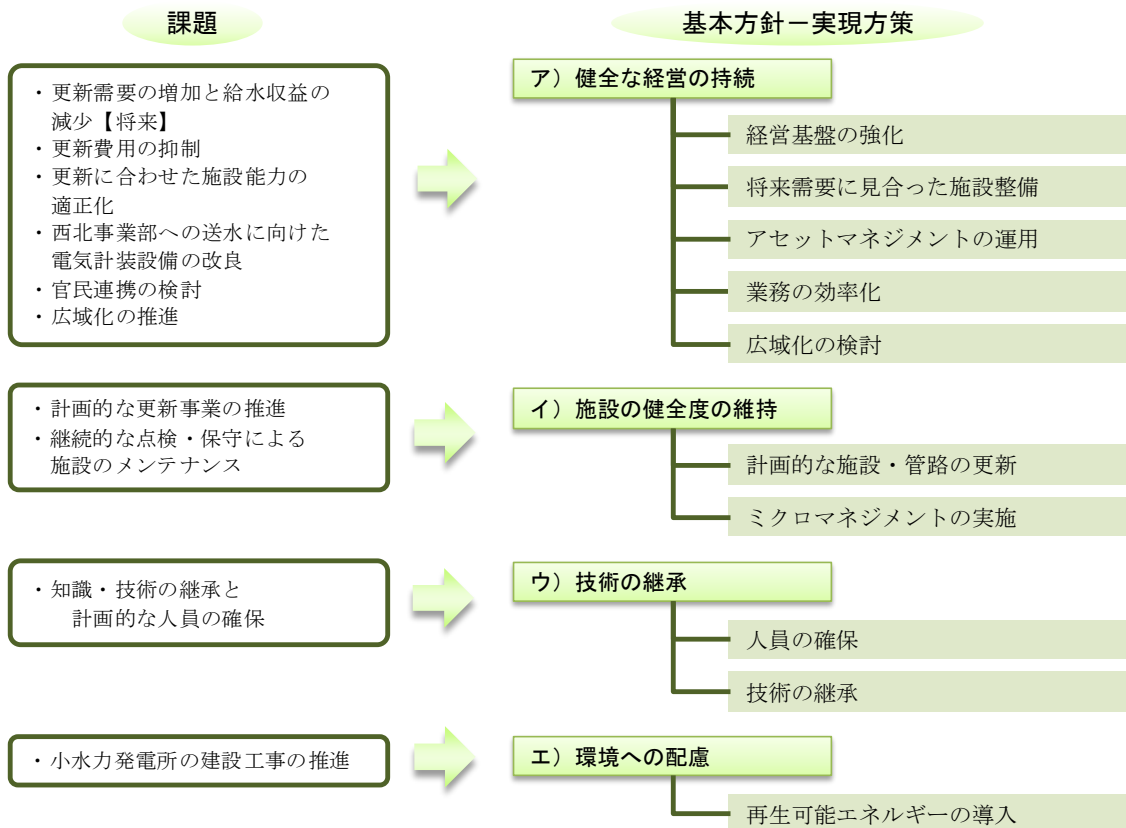 課題
基本方針－実現方策
・更新需要の増加と給水収益の
減少【将来】
・更新費用の抑制
・更新に合わせた施設能力の
適正化
・西北事業部への送水に向けた
電気計装設備の改良
・官民連携の検討
・広域化の推進
ア）健全な経営の持続
経営基盤の強化
将来需要に見合った施設整備
アセットマネジメントの運用
業務の効率化
広域化の検討
・計画的な更新事業の推進
・継続的な点検・保守による
施設のメンテナンス
イ）施設の健全度の維持
計画的な施設・管路の更新
ミクロマネジメントの実施
・知識・技術の継承と
計画的な人員の確保
ウ）技術の継承
人員の確保
技術の継承
・小水力発電所の建設工事の推進
エ）環境への配慮
再生可能エネルギーの導入